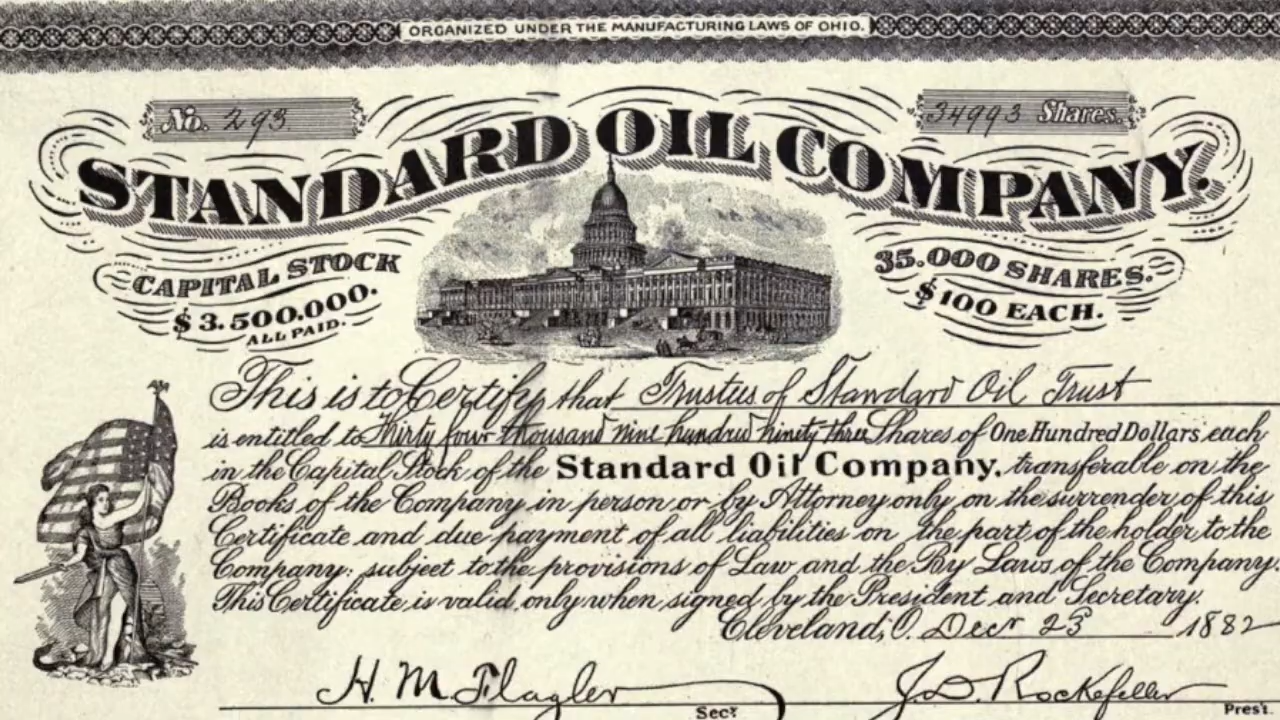 ORGANIZED UNDER THE MANUFACTURING LAWS OF OHIO.
No. 293
34993 Shares.
STANDARD OIL COMPANY.
CAPITAL STOCK
$3.500.000.
ALL PAID.
35.000 SHARES.
$100 EACH.
This is to Certify that Trustees of Standard Oil Trust
is entitled to Thirty four thousand nine hundred ninety three Shares of One Hundred Dollars each
in the Capital Stock of the Standard Oil Company, transferable on the
Books of the Company in person or by Attorney only on the surrender of this
Certificate and due payment of all liabilities on the part of the holder to the
Company: subject to the provisions of Law and the By Laws of the Company.
This Certificate is valid only when signed by the President and Secretary.
Cleveland, O. Decr 23 1882
H. M. Flagler
Secy
J. D. Rockefeller
Prest.